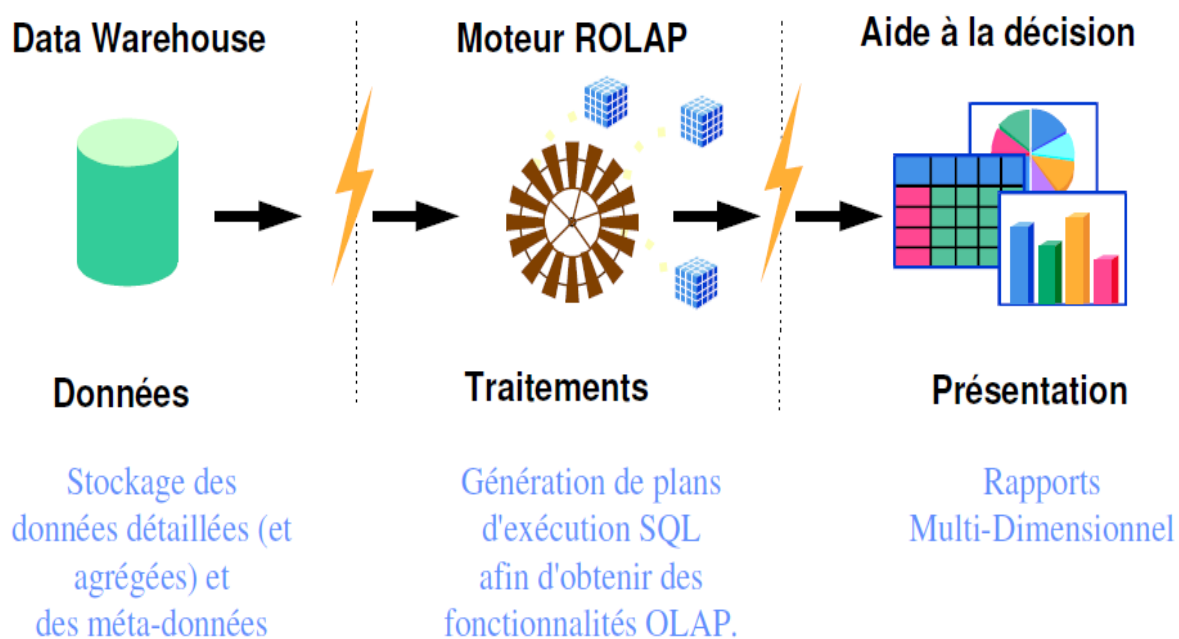 Data Warehouse
Moteur ROLAP
Aide à la décision
Données
Traitements
Présentation
Stockage des
données détaillées (et
agrégées) et
des méta-données
Génération de plans
d'exécution SQL
afin d'obtenir des
fonctionnalités OLAP.
Rapports
Multi-Dimensionnel